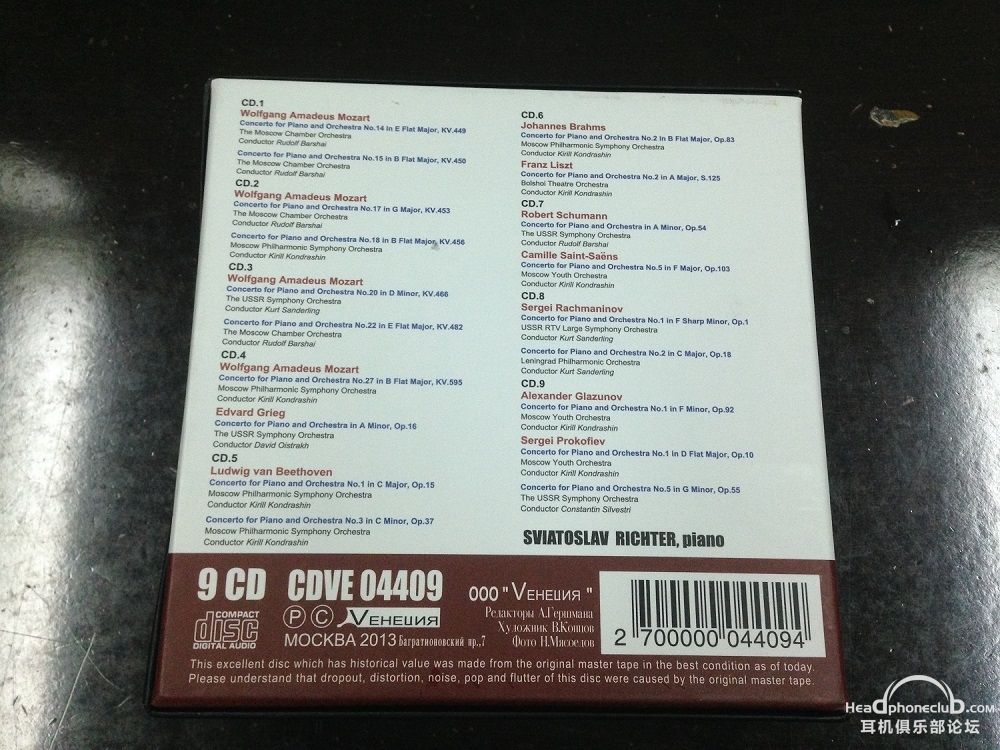 CD.1
Wolfgang Amadeus Mozart
Concerto for Piano and Orchestra No.14 in E Flat Major, KV.449
The Moscow Chamber Orchestra
Conductor Rudolf Barshai
Concerto for Piano and Orchestra No.15 in B Flat Major, KV.450
The Moscow Chamber Orchestra
Conductor Rudolf Barshai
CD.2
Wolfgang Amadeus Mozart
Concerto for Piano and Orchestra No.17 in G Major, KV.453
The Moscow Chamber Orchestra
Conductor Rudolf Barshai
Concerto for Piano and Orchestra No.18 in B Flat Major, KV.456
Moscow Philharmonic Symphony Orchestra
Conductor Kirill Kondrashin
CD.3
Wolfgang Amadeus Mozart
Concerto for Piano and Orchestra No.20 in D Minor, KV.466
The USSR Symphony Orchestra
Conductor Kurt Sanderling
Concerto for Piano and Orchestra No.22 in E Flat Major, KV.482
The Moscow Chamber Orchestra
Conductor Rudolf Barshai
CD.4
Wolfgang Amadeus Mozart
Concerto for Piano and Orchestra No.27 in B Flat Major, KV.595
Moscow Philharmonic Symphony Orchestra
Conductor Kirill Kondrashin
Edvard Grieg
Concerto for Piano and Orchestra in A Minor, Op.16
The USSR Symphony Orchestra
Conductor David Oistrakh
CD.5
Ludwig van Beethoven
Concerto for Piano and Orchestra No.1 in C Major, Op.15
Moscow Philharmonic Symphony Orchestra
Conductor Kirill Kondrashin
Concerto for Piano and Orchestra No.3 in C Minor, Op.37
Moscow Philharmonic Symphony Orchestra
Conductor Kirill Kondrashin
CD.6
Johannes Brahms
Concerto for Piano and Orchestra No.2 in B Flat Major, Op.83
Moscow Philharmonic Symphony Orchestra
Conductor Kirill Kondrashin
Franz Liszt
Concerto for Piano and Orchestra No.2 in A Major, S.125
Bolshoi Theatre Orchestra
Conductor Kirill Kondrashin
CD.7
Robert Schumann
Concerto for Piano and Orchestra in A Minor, Op.54
The USSR Symphony Orchestra
Conductor Rudolf Barshai
Camille Saint-Saëns
Concerto for Piano and Orchestra No.5 in F Major, Op.103
Moscow Youth Orchestra
Conductor Kirill Kondrashin
CD.8
Sergei Rachmaninov
Concerto for Piano and Orchestra No.1 in F Sharp Minor, Op.1
USSR RTV Large Symphony Orchestra
Conductor Kurt Sanderling
Concerto for Piano and Orchestra No.2 in C Major, Op.18
Leningrad Philharmonic Orchestra
Conductor Kurt Sanderling
CD.9
Alexander Glazunov
Concerto for Piano and Orchestra No.1 in F Minor, Op.92
Moscow Youth Orchestra
Conductor Kirill Kondrashin
Sergei Prokofiev
Concerto for Piano and Orchestra No.1 in D Flat Major, Op.10
Moscow Youth Orchestra
Conductor Kirill Kondrashin
Concerto for Piano and Orchestra No.5 in G Minor, Op.55
The USSR Symphony Orchestra
Conductor Constantin Silvestri
SVIATOSLAV RICHTER, piano
9 CD CDVE 04409
COMPACT disc DIGITAL AUDIO
Ⓟ Ⓒ Vенеция
МОСКВА 2013 Багратионовский пр.,7
ООО "Vенеция"
Редакторы А.Гершмана
Художник В.Копцов
Фото Н.Мясоедов
2 700000 044094
This excellent disc which has historical value was made from the original master tape in the best condition as of today.
Please understand that dropout, distortion, noise, pop and flutter of this disc were caused by the original master tape.
HeadphoneclubD.com
耳机俱乐部论坛